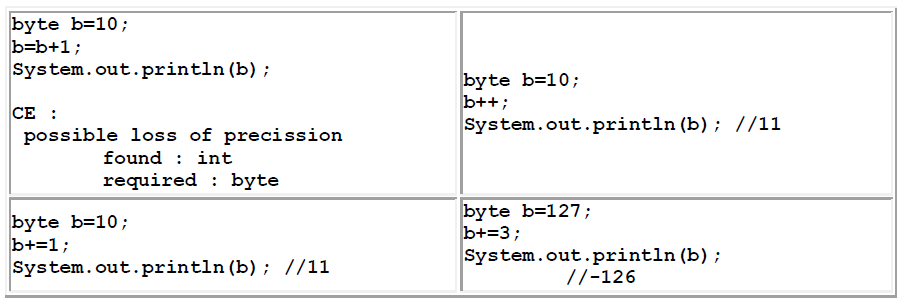 byte b=10;
b=b+1;
System.out.println(b);
CE :
possible loss of precission
found : int
required : byte
byte b=10;
b++;
System.out.println(b); //11
byte b=10;
b+=1;
System.out.println(b); //11
byte b=127;
b+=3;
System.out.println(b);
//-126